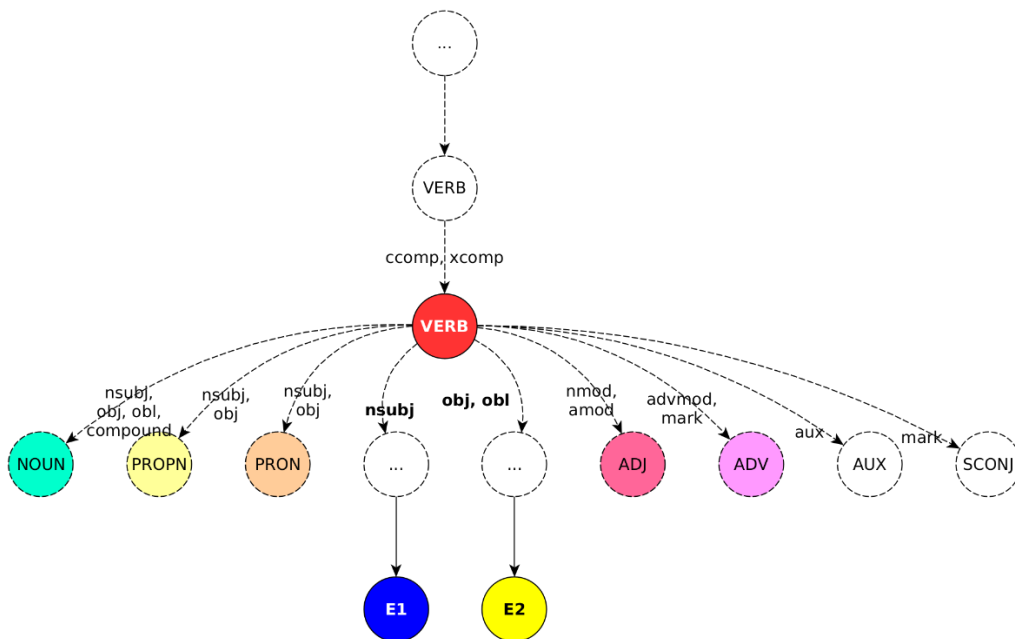 ...
VERB
ccomp, xcomp
VERB
nsubj,
obj, obl,
compound
nsubj,
obj
nsubj,
obj
nsubj
obj, obl
nmod,
amod
advmod,
mark
aux
mark
NOUN
PROPN
PRON
...
...
ADJ
ADV
AUX
SCONJ
E1
E2